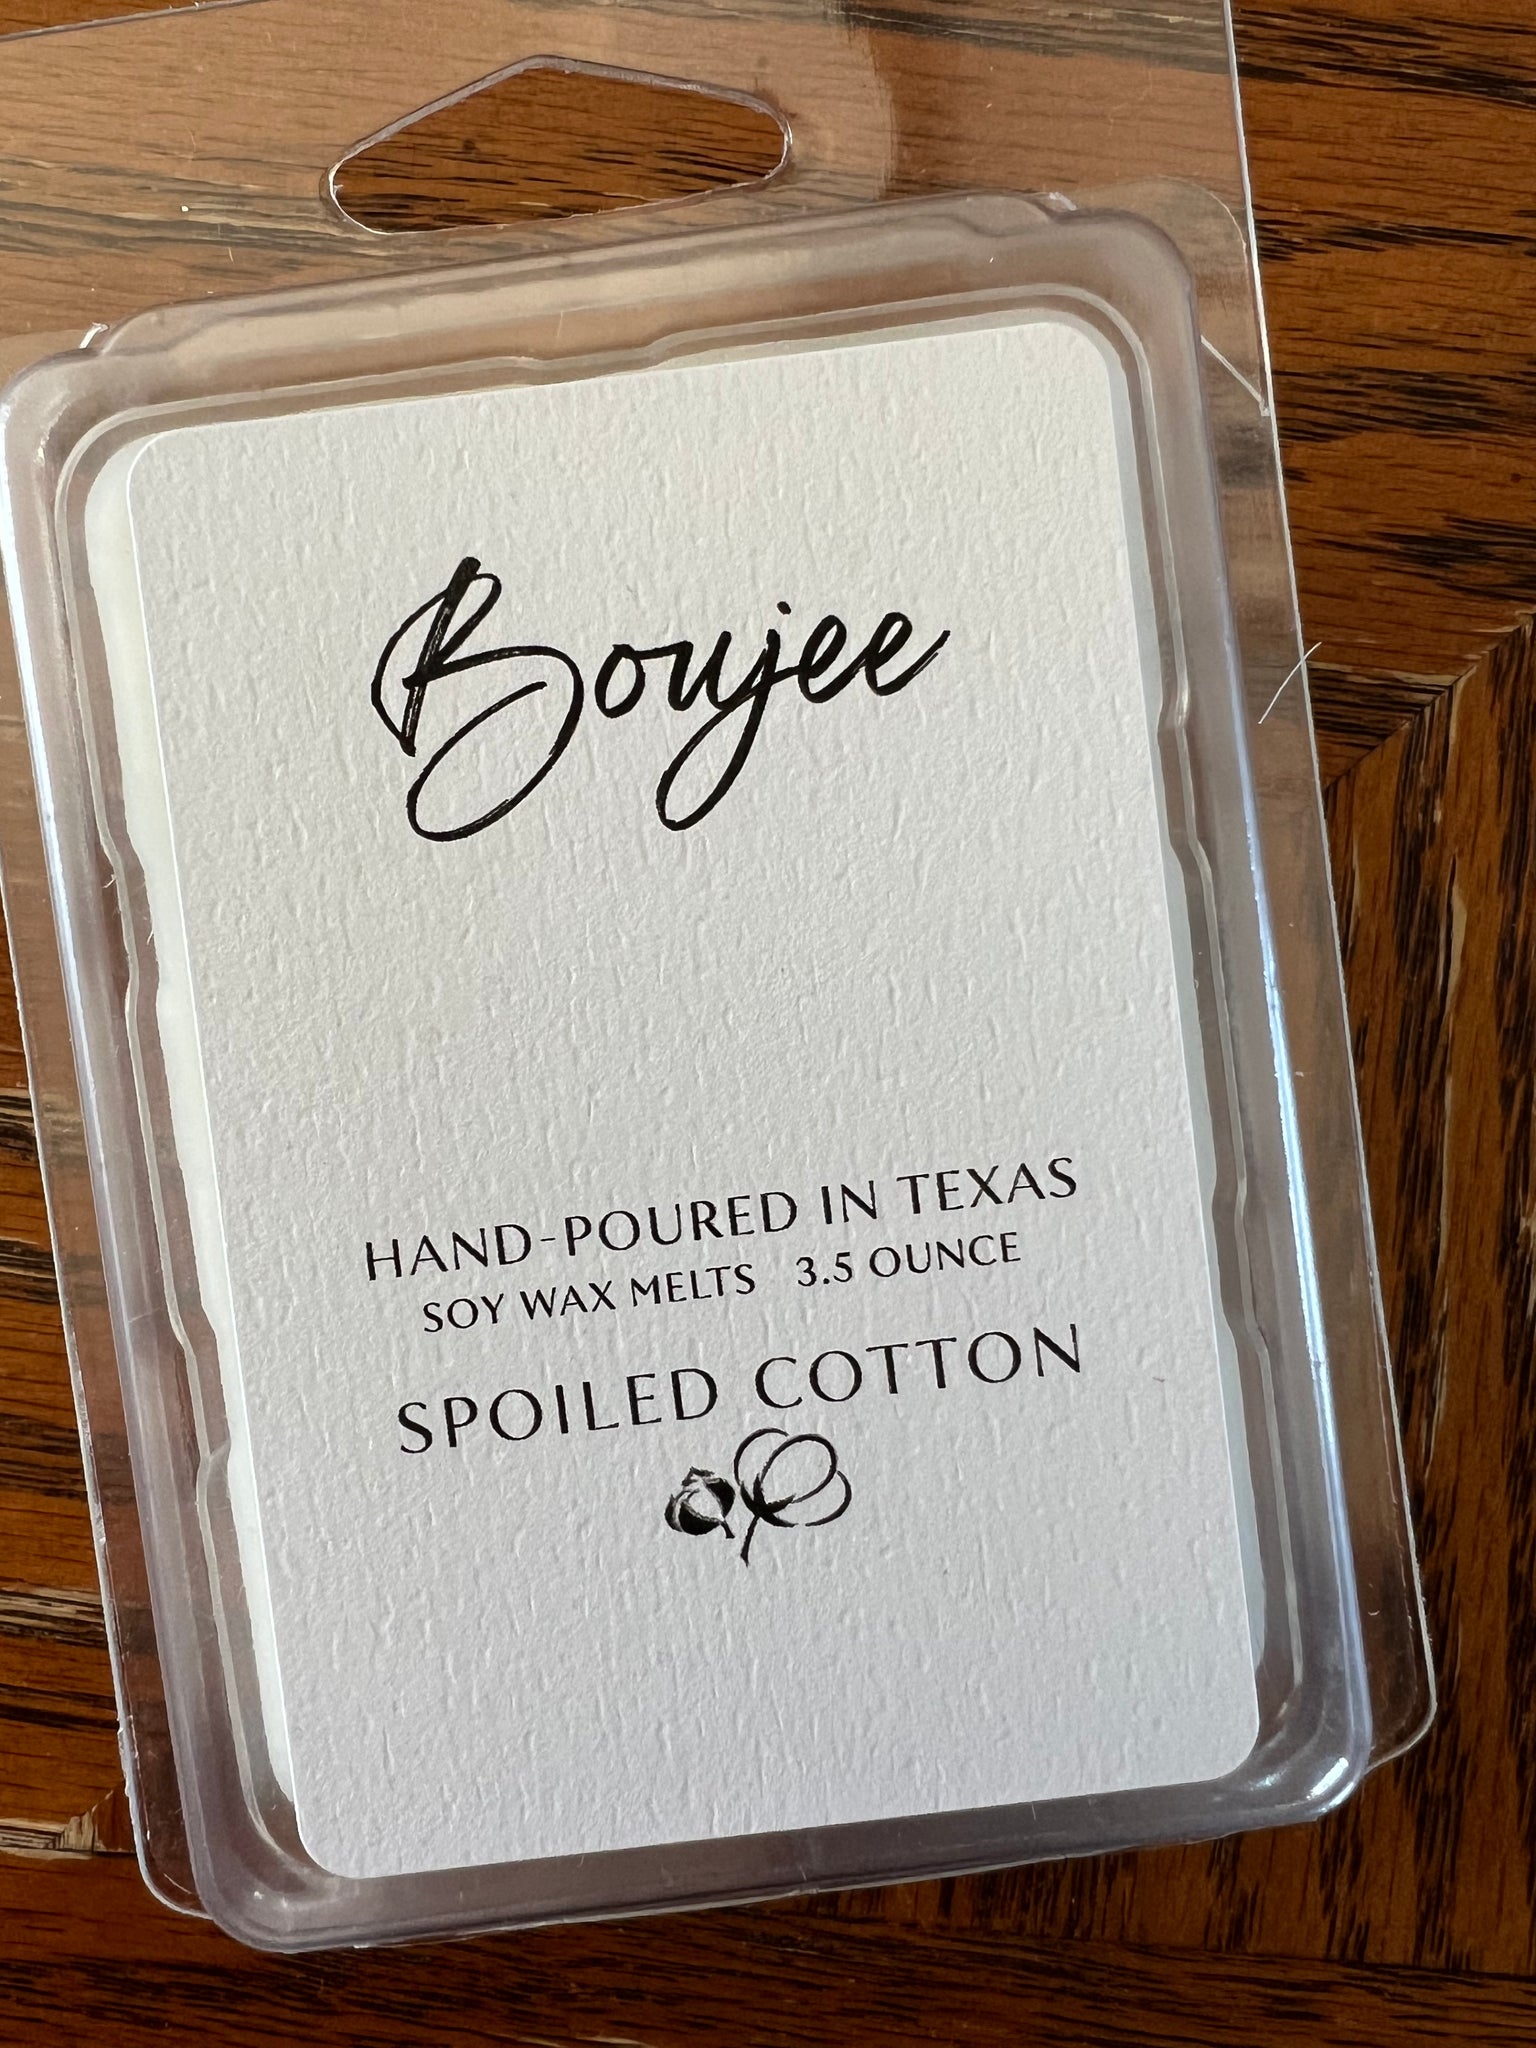 Boujee
HAND-POURED IN TEXAS
SOY WAX MELTS 3.5 OUNCE
SPOILED COTTON